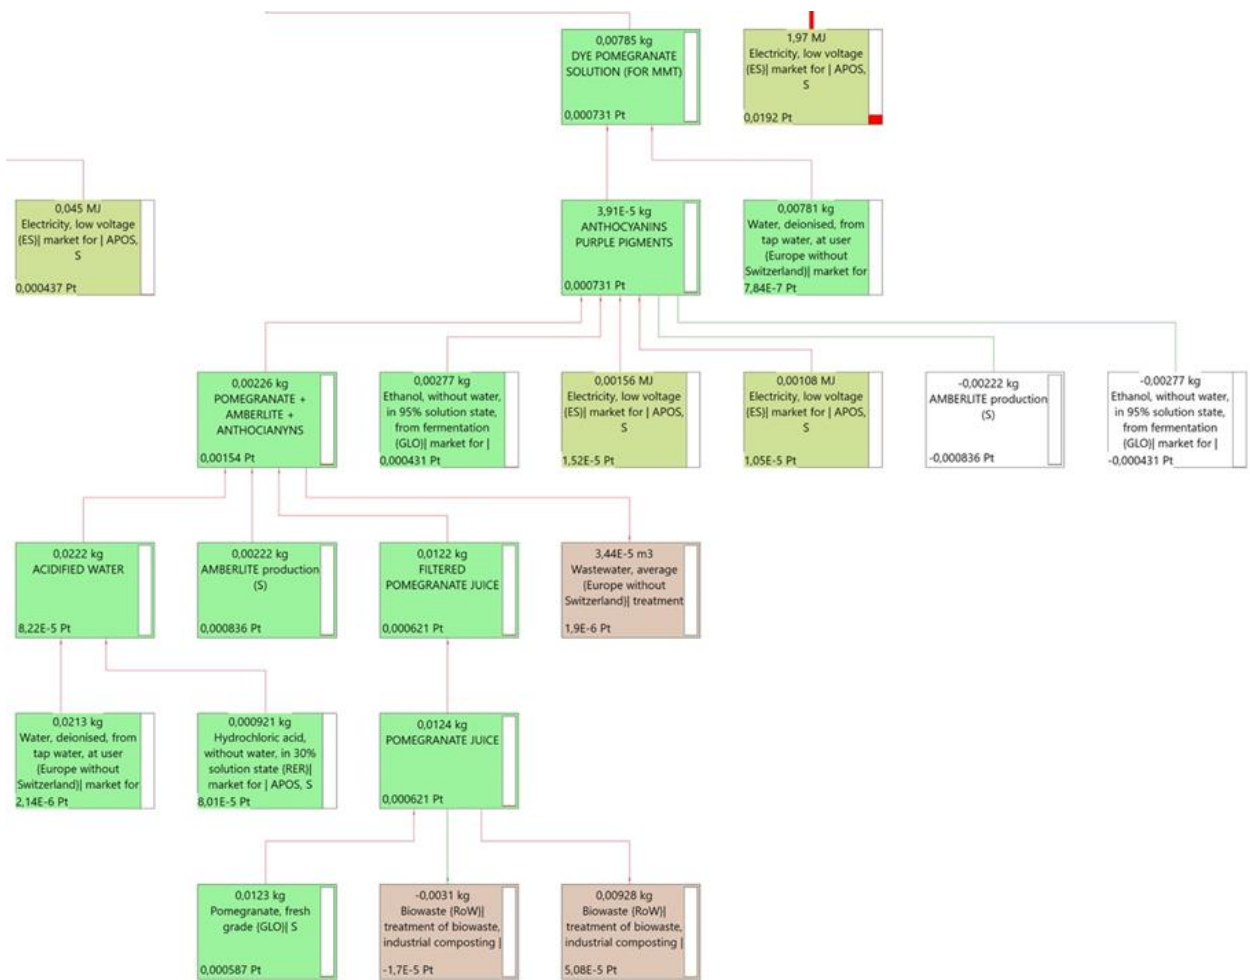 0,00785 kg
DYE POMEGRANATE
SOLUTION (FOR MMT)
0,000731 Pt
1,97 MJ
Electricity, low voltage
{ES}| market for | APOS,
S
0,0192 Pt
0,045 MJ
Electricity, low voltage
{ES}| market for | APOS,
S
0,000437 Pt
3,91E-5 kg
ANTHOCYANINS
PURPLE PIGMENTS
0,000731 Pt
0,00781 kg
Water, deionised, from
tap water, at user
{Europe without
Switzerland}| market for
7,84E-7 Pt
0,00226 kg
POMEGRANATE +
AMBERLITE +
ANTHOCIANYNS
0,00154 Pt
0,00277 kg
Ethanol, without water,
in 95% solution state,
from fermentation
{GLO}| market for |
0,000431 Pt
0,00156 MJ
Electricity, low voltage
{ES}| market for | APOS,
S
1,52E-5 Pt
0,00108 MJ
Electricity, low voltage
{ES}| market for | APOS,
S
1,05E-5 Pt
-0,00222 kg
AMBERLITE production
(S)
-0,000836 Pt
-0,00277 kg
Ethanol, without water,
in 95% solution state,
from fermentation
{GLO}| market for |
-0,000431 Pt
0,0222 kg
ACIDIFIED WATER
8,22E-5 Pt
0,00222 kg
AMBERLITE production
(S)
0,000836 Pt
0,0122 kg
FILTERED
POMEGRANATE JUICE
0,000621 Pt
3,44E-5 m3
Wastewater, average
{Europe without
Switzerland}| treatment
1,9E-6 Pt
0,0213 kg
Water, deionised, from
tap water, at user
{Europe without
Switzerland}| market for
2,14E-6 Pt
0,000921 kg
Hydrochloric acid,
without water, in 30%
solution state {RER}|
market for | APOS, S
8,01E-5 Pt
0,0124 kg
POMEGRANATE JUICE
0,000621 Pt
0,0123 kg
Pomegranate, fresh
grade {GLO}| S
0,000587 Pt
-0,0031 kg
Biowaste {RoW}|
treatment of biowaste,
industrial composting |
-1,7E-5 Pt
0,00928 kg
Biowaste {RoW}|
treatment of biowaste,
industrial composting |
5,08E-5 Pt